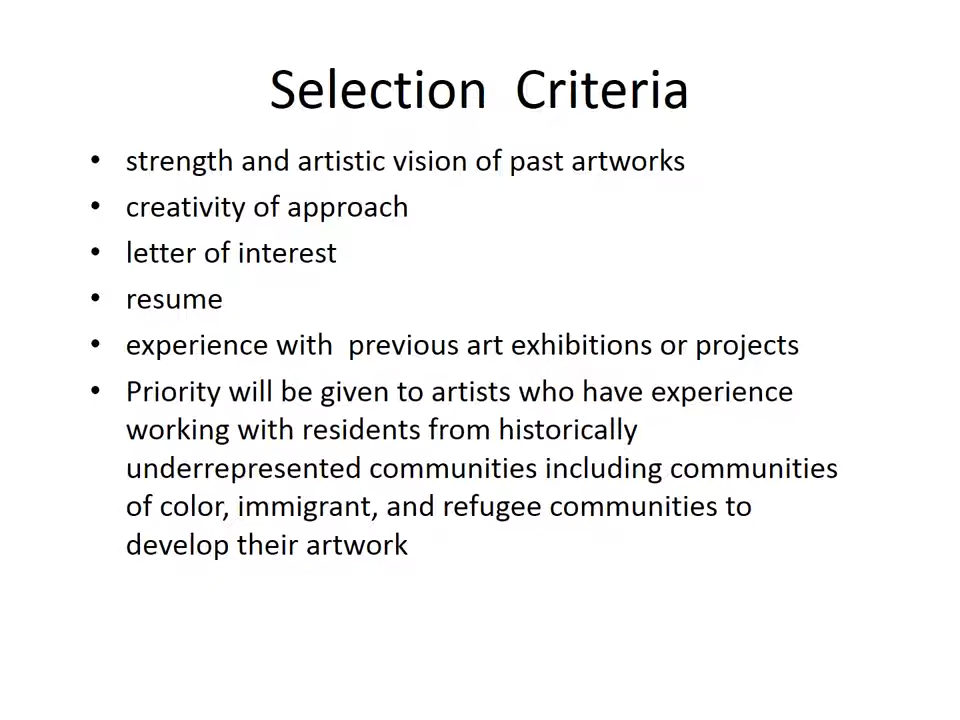 Selection  Criteria
• strength and artistic vision of past artworks
• creativity of approach
• letter of interest
• resume
• experience with  previous art exhibitions or projects
• Priority will be given to artists who have experience
working with residents from historically
underrepresented communities including communities
of color, immigrant, and refugee communities to
develop their artwork